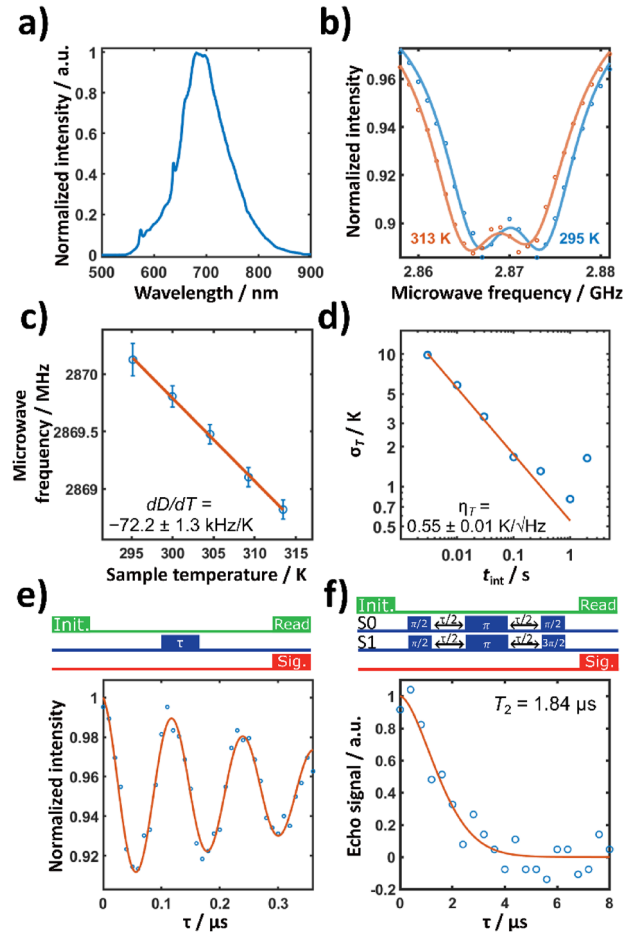 a)
Normalized intensity / a.u.
1
0.8
0.6
0.4
0.2
0
500
600
700
800
900
Wavelength / nm
b)
Normalized intensity
0.96
0.94
0.92
0.9
313 K
295 K
2.86
2.87
2.88
Microwave frequency / GHz
c)
Microwave
frequency / MHz
2870
2869.5
2869
dD/dT =
−72.2 ± 1.3 kHz/K
295
300
305
310
315
Sample temperature / K
d)
σT / K
10
5
3
2
1
0.5
ηT =
0.55 ± 0.01 K/√Hz
0.01
0.1
1
tint / s
e)
Init.
Read
τ
Sig.
Normalized intensity
1
0.98
0.96
0.94
0.92
0
0.1
0.2
0.3
τ / μs
f)
Init.
Read
S0
π/2
τ/2
π
τ/2
π/2
S1
π/2
τ/2
π
τ/2
3π/2
Sig.
Echo signal / a.u.
1
0.8
0.6
0.4
0.2
0
-0.2
T2 = 1.84 μs
0
2
4
6
8
τ / μs